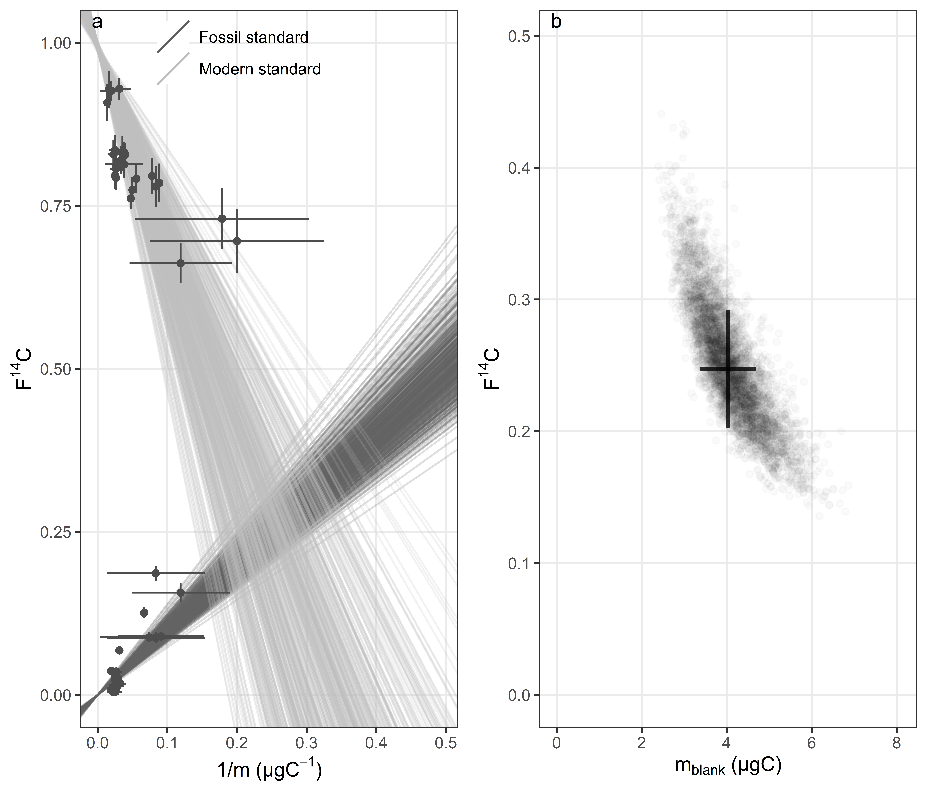 a
Fossil standard
Modern standard
1.00
0.75
0.50
0.25
0.00
F¹⁴C
0.0 0.1 0.2 0.3 0.4 0.5
1/m (µgC⁻¹)
b
0.5
0.4
0.3
0.2
0.1
0.0
F¹⁴C
0 2 4 6 8
m_blank (µgC)